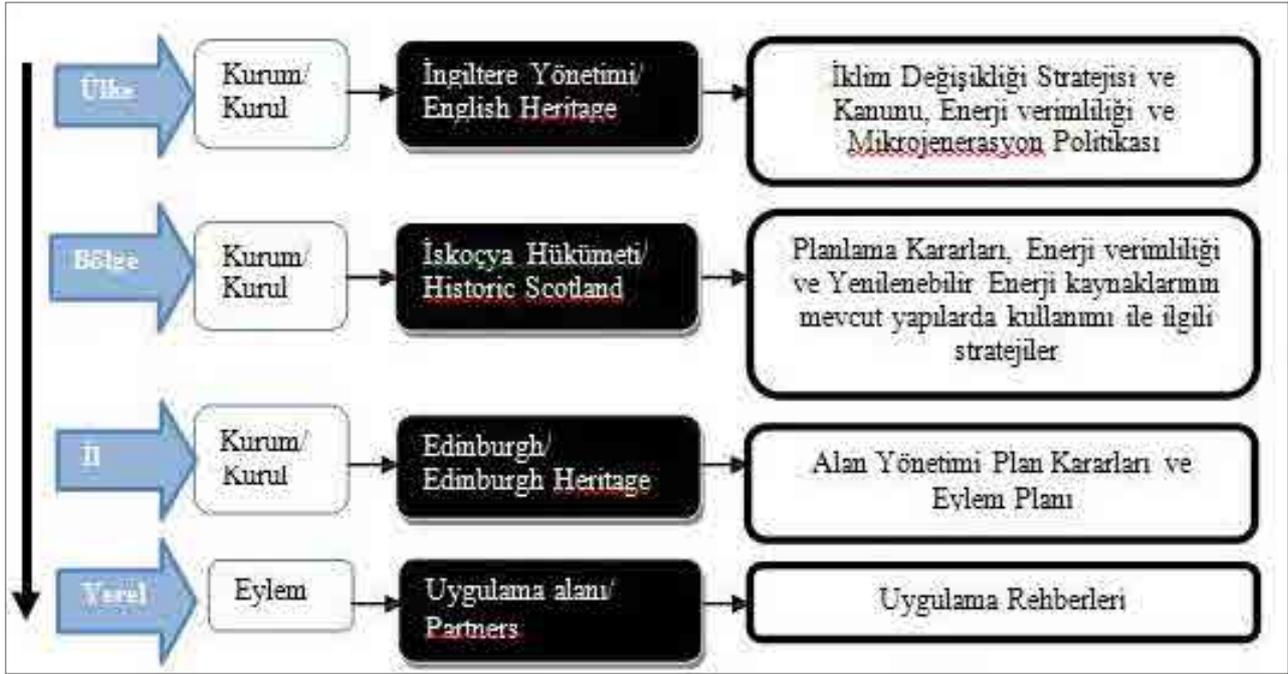 Ülke
Kurum/
Kurul
İngiltere Yönetimi/
English Heritage
İklim Değişikliği Stratejisi ve
Kanunu, Enerji verimliliği ve
Mikrojenerasyon Politikası
Bölge
Kurum/
Kurul
İskoçya Hükümeti/
Historic Scotland
Planlama Kararları, Enerji verimliliği
ve Yenilenebilir Enerji kaynaklarının
mevcut yapılarda kullanımı ile ilgili
stratejiler
İl
Kurum/
Kurul
Edinburgh/
Edinburgh Heritage
Alan Yönetimi Plan Kararları ve
Eylem Planı
Yerel
Eylem
Uygulama alanı/
Partners
Uygulama Rehberleri